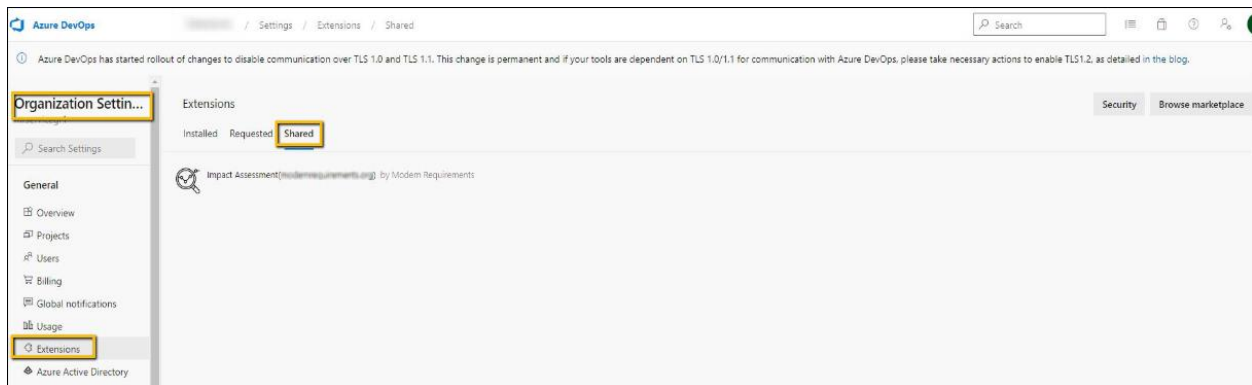 Azure DevOps
/ Settings / Extensions / Shared
Search
Azure DevOps has started rollout of changes to disable communication over TLS 1.0 and TLS 1.1. This change is permanent and if your tools are dependent on TLS 1.0/1.1 for communication with Azure DevOps, please take necessary actions to enable TLS1.2, as detailed in the blog.
Organization Settin...
Extensions
Security Browse marketplace
Installed Requested Shared
Search Settings
Impact Assessment(modernrequirements.org) by Modern Requirements
General
Overview
Projects
Users
Billing
Global notifications
Usage
Extensions
Azure Active Directory